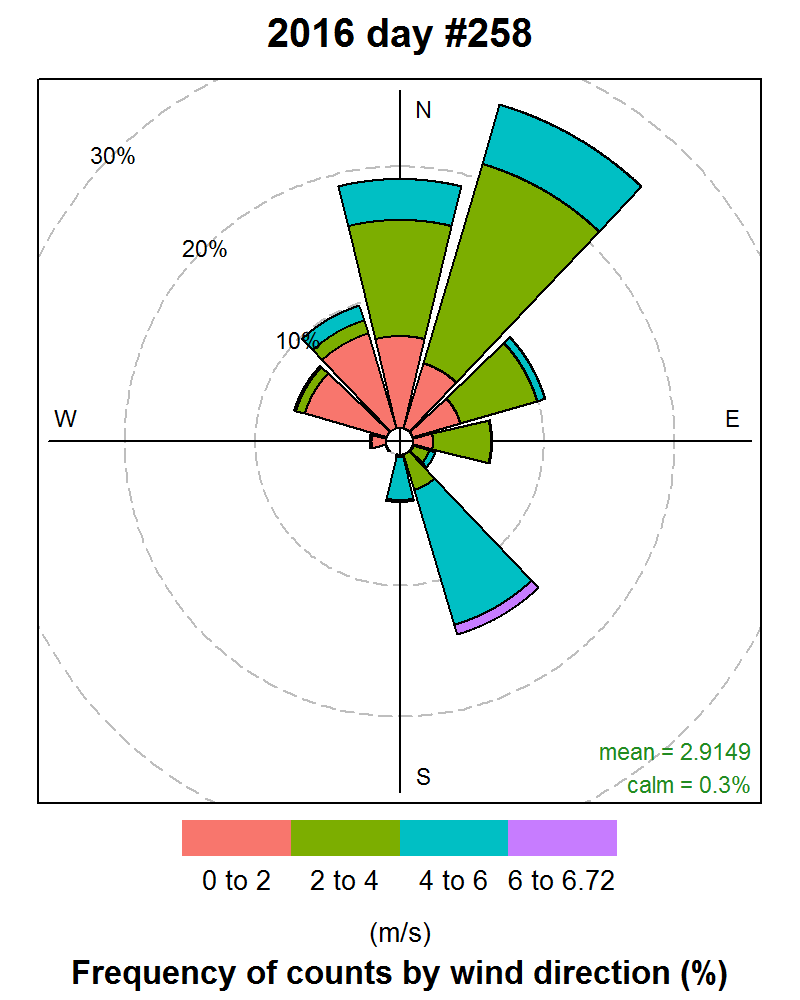 2016 day #258
N
30%
20%
10%
W
E
S
mean = 2.9149
calm = 0.3%
0 to 2 2 to 4 4 to 6 6 to 6.72
(m/s)
Frequency of counts by wind direction (%)